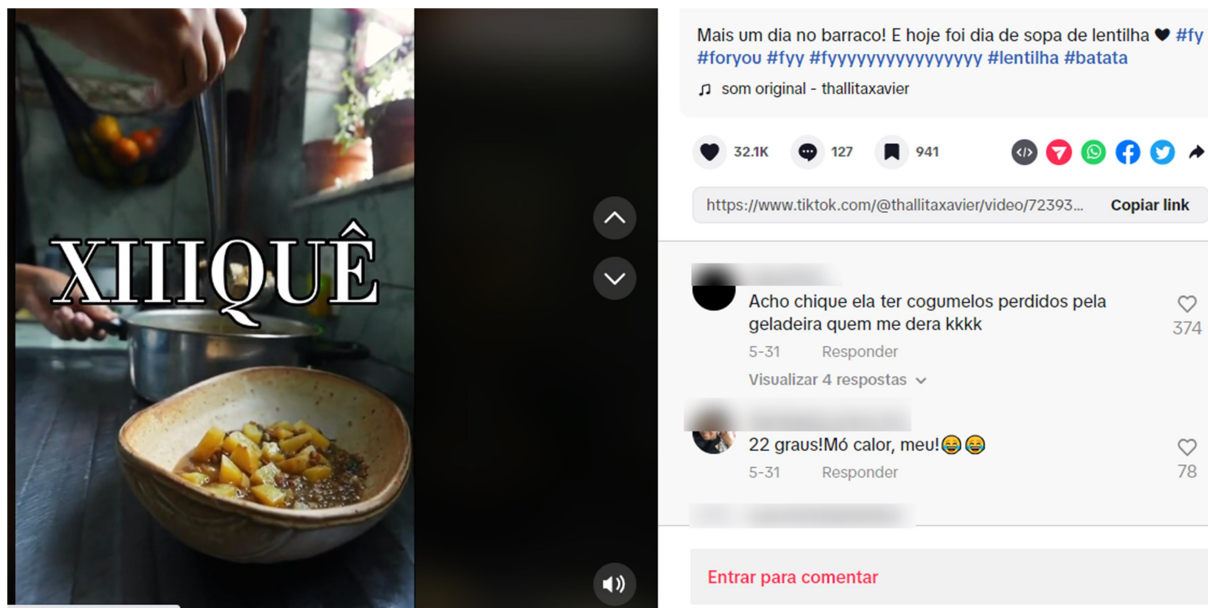 XIIIQUÊ
Mais um dia no barraco! E hoje foi dia de sopa de lentilha 🖤 #fy
#foryou #fyy #fyyyyyyyyyyyyyyyy #lentilha #batata
som original - thallitaxavier
32.1K 127 941
https://www.tiktok.com/@thallitaxavier/video/72393... Copiar link
Acho chique ela ter cogumelos perdidos pela
geladeira quem me dera kkkk
374
5-31 Responder
Visualizar 4 respostas
22 graus!Mó calor, meu!😂😂
5-31 Responder
78
Entrar para comentar